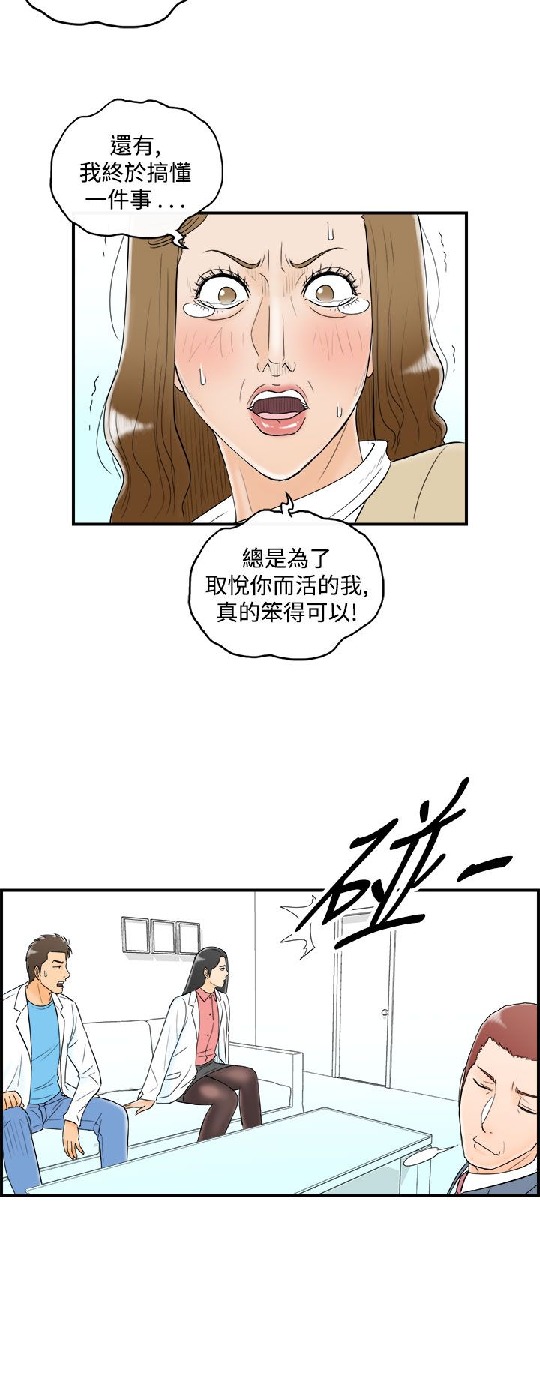 還有,
我終於搞懂
一件事...
總是為了
取悅你而活的我,
真的笨得可以!
碰一